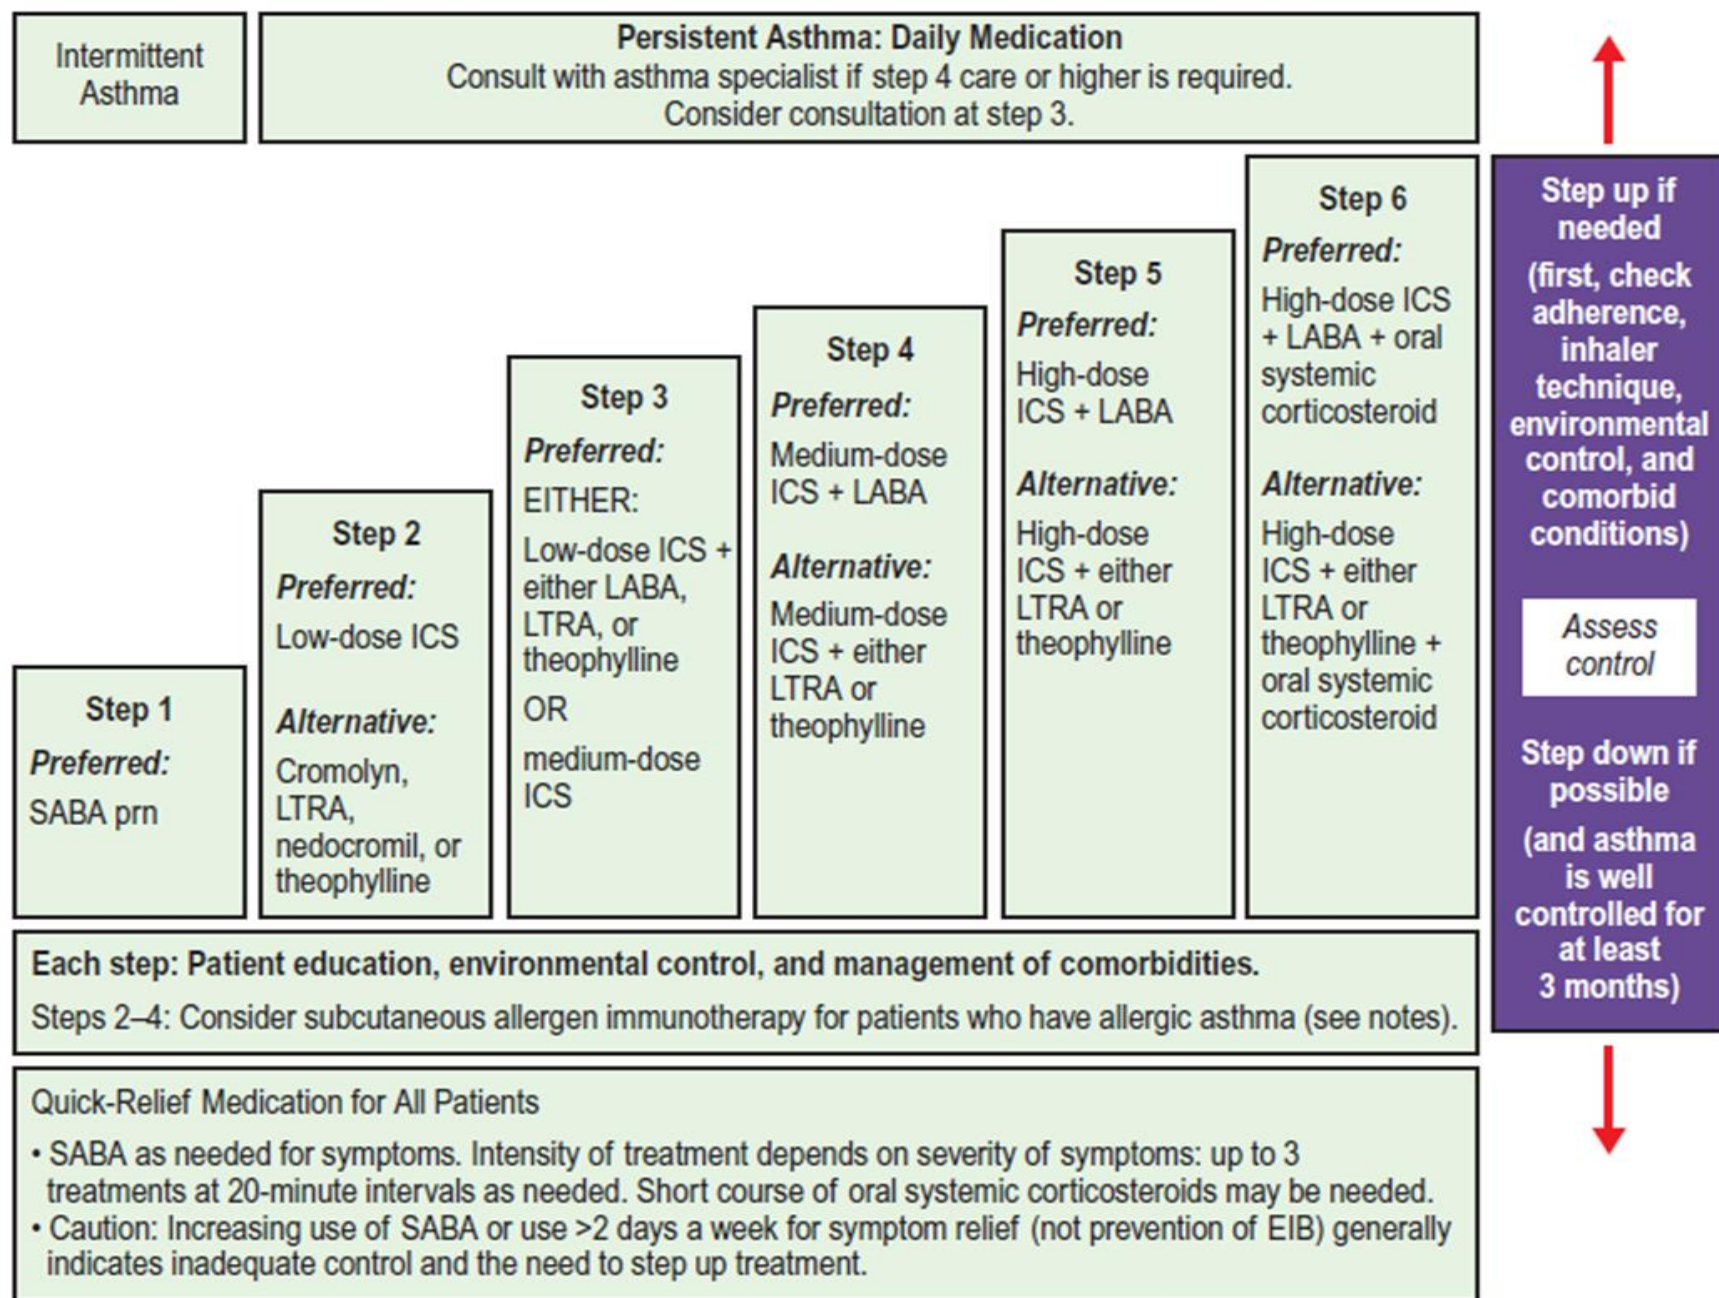 Intermittent
Asthma
Persistent Asthma: Daily Medication
Consult with asthma specialist if step 4 care or higher is required.
Consider consultation at step 3.
Step 1
Preferred:
SABA prn
Step 2
Preferred:
Low-dose ICS
Alternative:
Cromolyn,
LTRA,
nedocromil, or
theophylline
Step 3
Preferred:
EITHER:
Low-dose ICS +
either LABA,
LTRA, or
theophylline
OR
medium-dose
ICS
Step 4
Preferred:
Medium-dose
ICS + LABA
Alternative:
Medium-dose
ICS + either
LTRA or
theophylline
Step 5
Preferred:
High-dose
ICS + LABA
Alternative:
High-dose
ICS + either
LTRA or
theophylline
Step 6
Preferred:
High-dose ICS
+ LABA + oral
systemic
corticosteroid
Alternative:
High-dose
ICS + either
LTRA or
theophylline +
oral systemic
corticosteroid
Step up if
needed
(first, check
adherence,
inhaler
technique,
environmental
control, and
comorbid
conditions)
Assess
control
Step down if
possible
(and asthma
is well
controlled for
at least
3 months)
Each step: Patient education, environmental control, and management of comorbidities.
Steps 2–4: Consider subcutaneous allergen immunotherapy for patients who have allergic asthma (see notes).
Quick-Relief Medication for All Patients
• SABA as needed for symptoms. Intensity of treatment depends on severity of symptoms: up to 3
treatments at 20-minute intervals as needed. Short course of oral systemic corticosteroids may be needed.
• Caution: Increasing use of SABA or use >2 days a week for symptom relief (not prevention of EIB) generally
indicates inadequate control and the need to step up treatment.